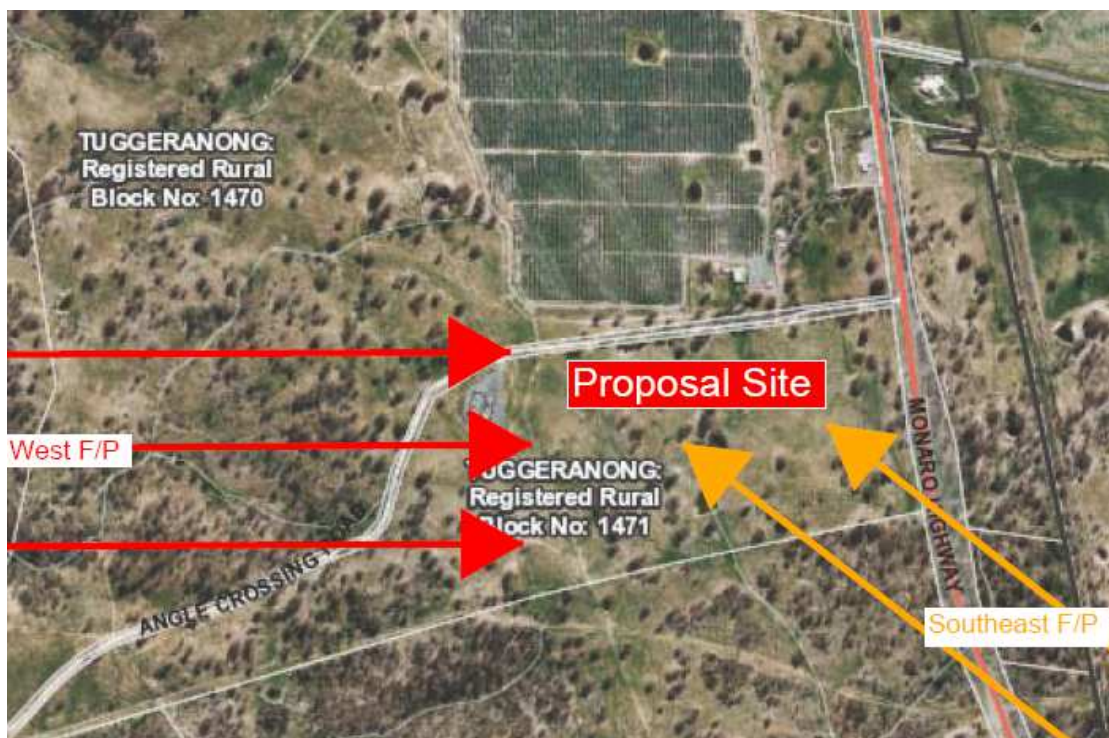 TUGGERANONG:
Registered Rural
Block No: 1470
Proposal Site
West F/P
TUGGERANONG:
Registered Rural
Block No: 1471
MONARO HIGHWAY
ANGLE CROSSING ROAD
Southeast F/P